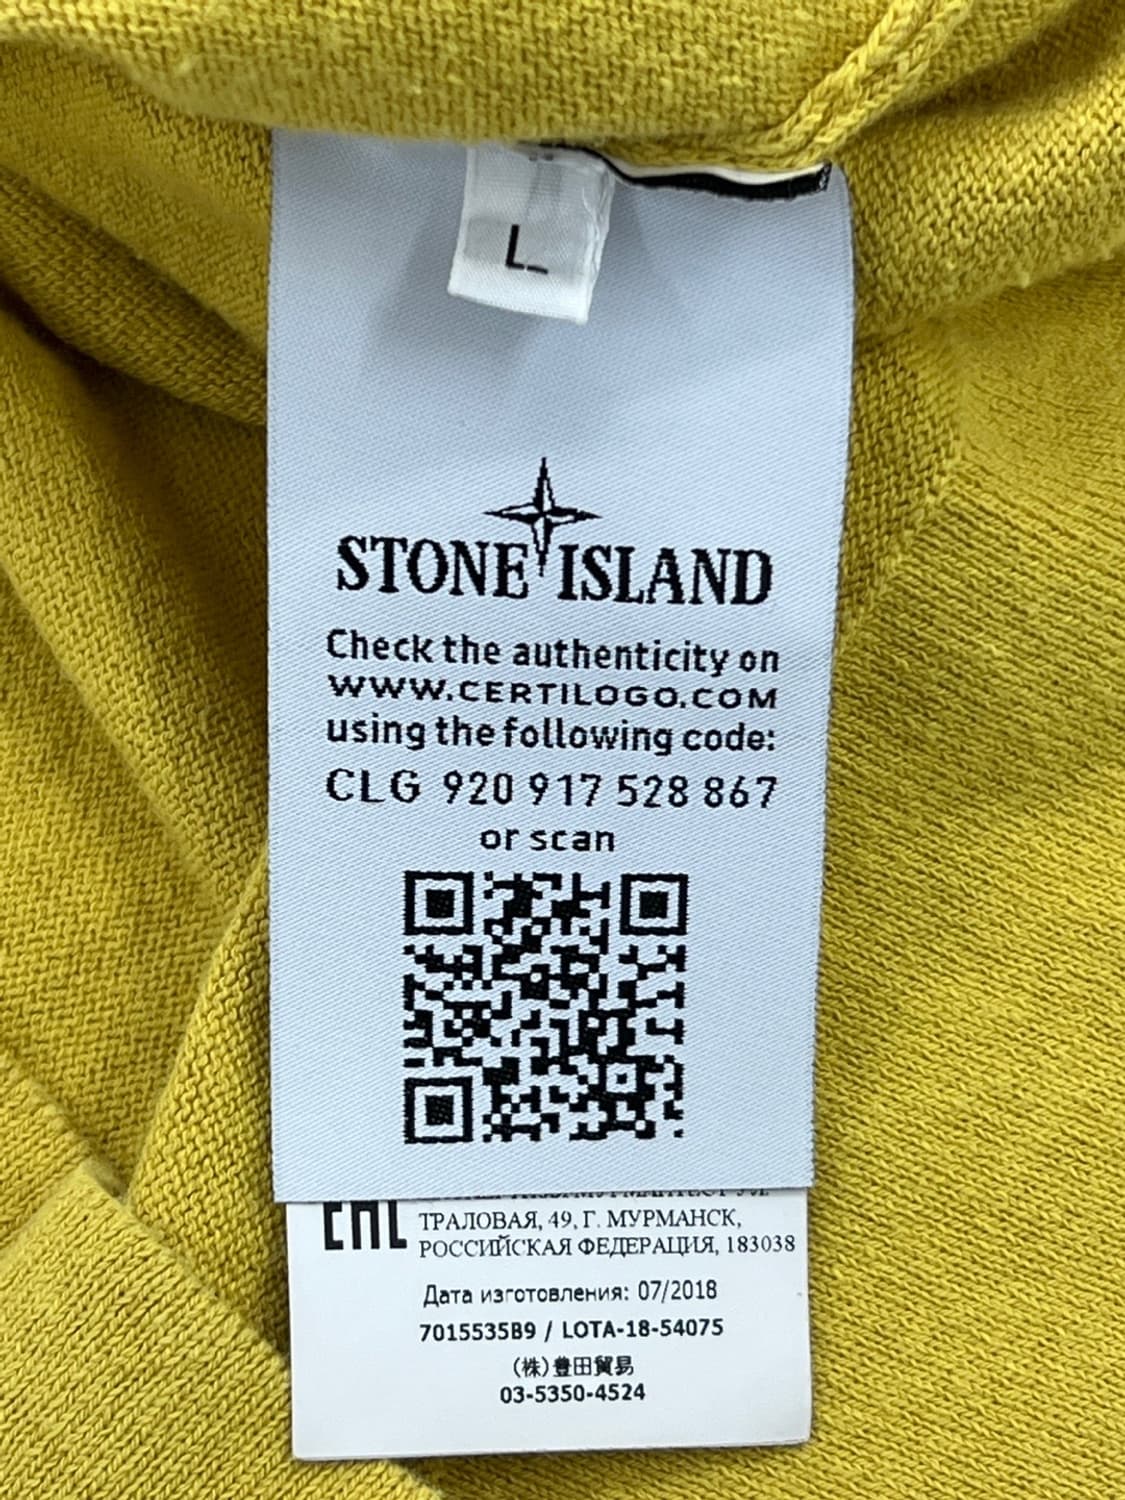 L
STONE ISLAND
Check the authenticity on
WWW.CERTILOGO.COM
using the following code:
CLG 920 917 528 867
or scan
EAC
ТРАЛОВАЯ, 49, Г. МУРМАНСК,
РОССИЙСКАЯ ФЕДЕРАЦИЯ, 183038
Дата изготовления: 07/2018
7015535B9 / LOTA-18-54075
(株)豊田貿易
03-5350-4524